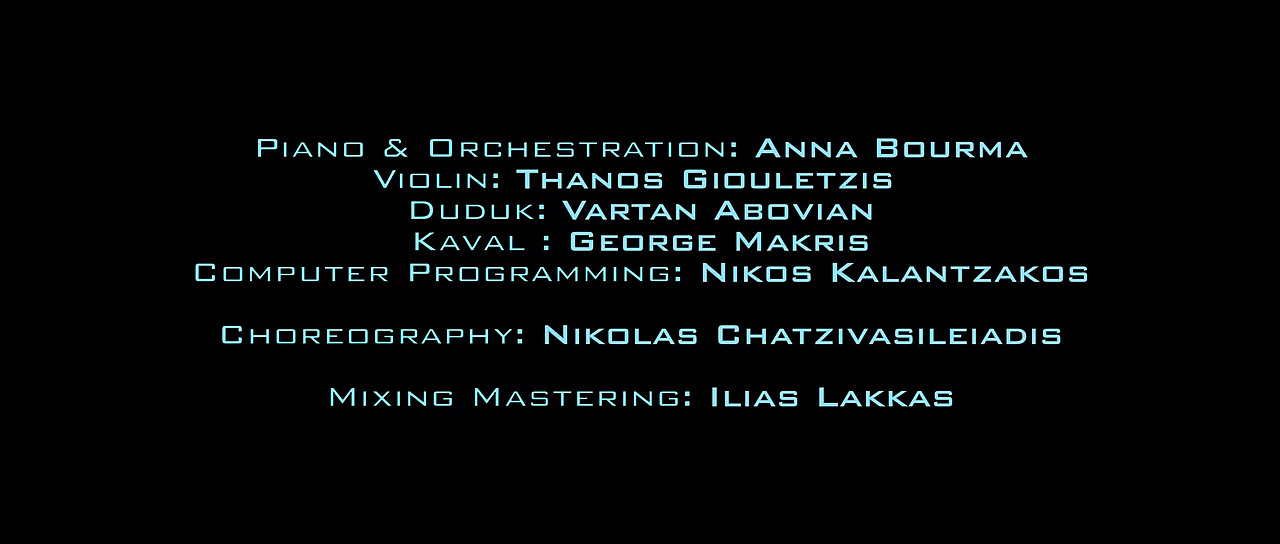 Piano & Orchestration: Anna Bourma
Violin: Thanos Giouletzis
Duduk: Vartan Abovian
Kaval : George Makris
Computer Programming: Nikos Kalantzakos
Choreography: Nikolas Chatzivasileiadis
Mixing Mastering: Ilias Lakkas